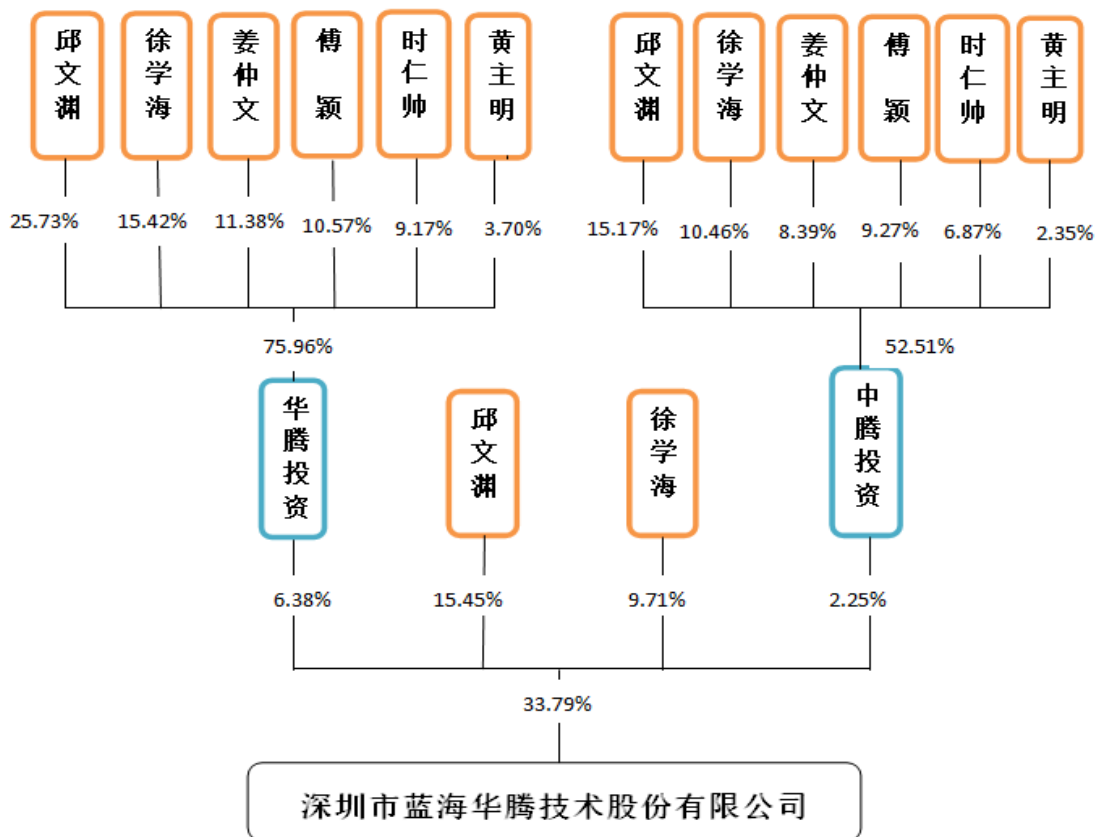 邱文渊
徐学海
姜仲文
傅颖
时仁帅
黄主明
邱文渊
徐学海
姜仲文
傅颖
时仁帅
黄主明
25.73%
15.42%
11.38%
10.57%
9.17%
3.70%
15.17%
10.46%
8.39%
9.27%
6.87%
2.35%
75.96%
52.51%
华腾投资
邱文渊
徐学海
中腾投资
6.38%
15.45%
9.71%
2.25%
33.79%
深圳市蓝海华腾技术股份有限公司